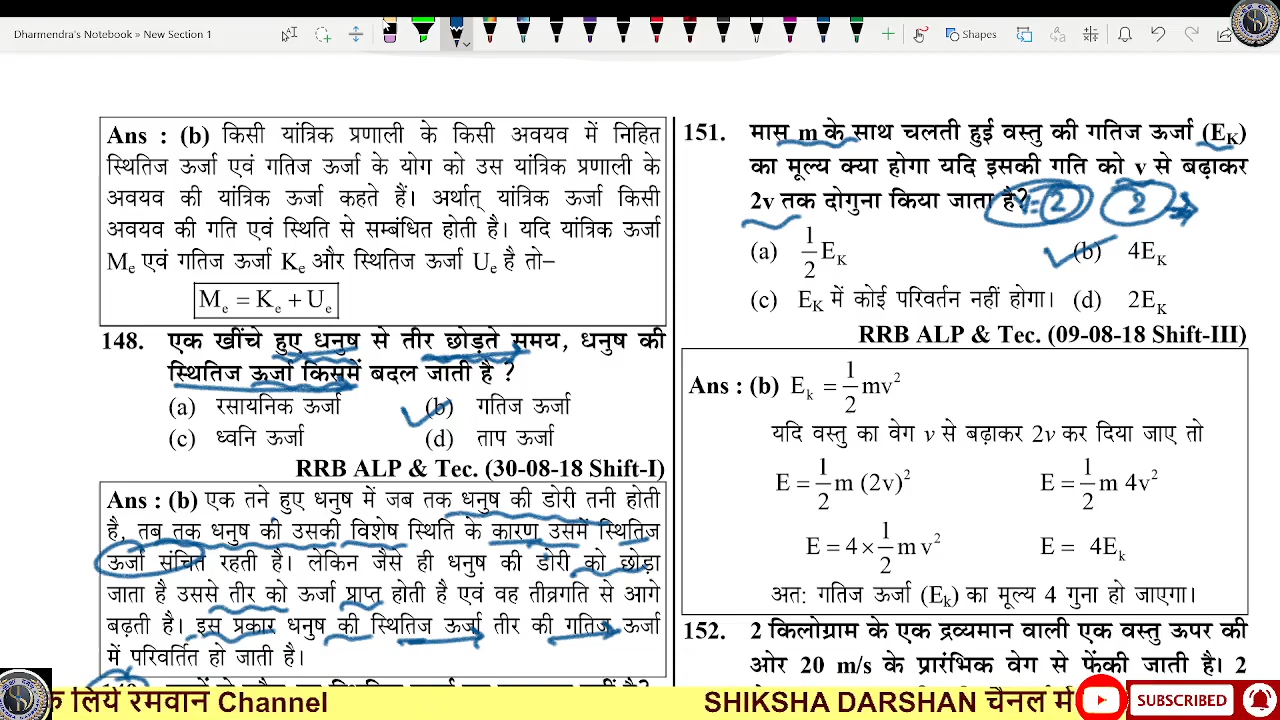 Dharmendra's Notebook » New Section 1
Shapes
Ans : (b) किसी यांत्रिक प्रणाली के किसी अवयव में निहित
स्थितिज ऊर्जा एवं गतिज ऊर्जा के योग को उस यांत्रिक प्रणाली के
अवयव की यांत्रिक ऊर्जा कहते हैं। अर्थात् यांत्रिक ऊर्जा किसी
अवयव की गति एवं स्थिति से सम्बंधित होती है। यदि यांत्रिक ऊर्जा
Me एवं गतिज ऊर्जा Ke और स्थितिज ऊर्जा Ue है तो–
Me = Ke + Ue
148. एक खींचे हुए धनुष से तीर छोड़ते समय, धनुष की
स्थितिज ऊर्जा किसमें बदल जाती है ?
(a) रसायनिक ऊर्जा (b) गतिज ऊर्जा
(c) ध्वनि ऊर्जा (d) ताप ऊर्जा
RRB ALP & Tec. (30-08-18 Shift-I)
Ans : (b) एक तने हुए धनुष में जब तक धनुष की डोरी तनी होती
है, तब तक धनुष की उसकी विशेष स्थिति के कारण उसमें स्थितिज
ऊर्जा संचित रहती है। लेकिन जैसे ही धनुष की डोरी को छोड़ा
जाता है उससे तीर को ऊर्जा प्राप्त होती है एवं वह तीव्रगति से आगे
बढ़ती है। इस प्रकार धनुष की स्थितिज ऊर्जा तीर की गतिज ऊर्जा
में परिवर्तित हो जाती है।
151. मास m के साथ चलती हुई वस्तु की गतिज ऊर्जा (EK)
का मूल्य क्या होगा यदि इसकी गति को v से बढ़ाकर
2v तक दोगुना किया जाता है? 2 2
(a) 1/2 EK (b) 4EK
(c) EK में कोई परिवर्तन नहीं होगा। (d) 2EK
RRB ALP & Tec. (09-08-18 Shift-III)
Ans : (b) Ek = 1/2 mv²
यदि वस्तु का वेग v से बढ़ाकर 2v कर दिया जाए तो
E = 1/2 m (2v)² E = 1/2 m 4v²
E = 4 × 1/2 m v² E = 4Ek
अतः गतिज ऊर्जा (Ek) का मूल्य 4 गुना हो जाएगा।
152. 2 किलोग्राम के एक द्रव्यमान वाली एक वस्तु ऊपर की
ओर 20 m/s के प्रारंभिक वेग से फेंकी जाती है। 2
के लिये रमवान Channel SHIKSHA DARSHAN चैनल में SUBSCRIBED